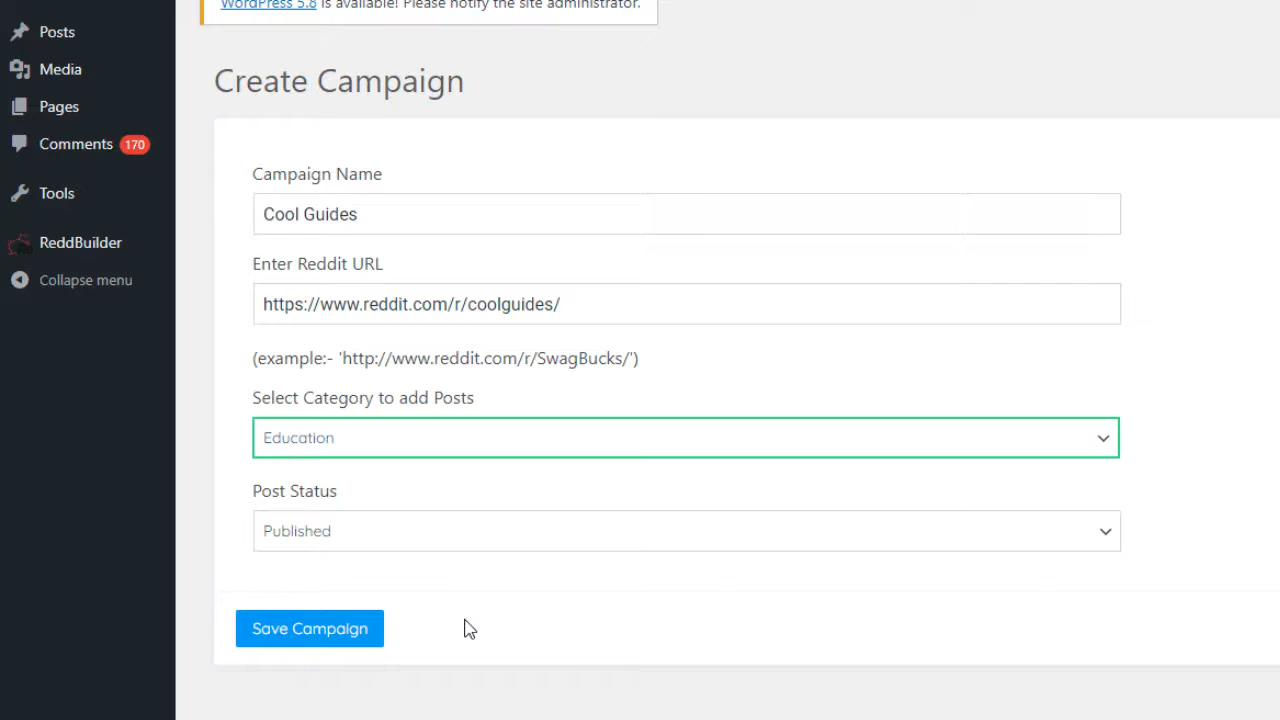 WordPress 5.8 is available! Please notify the site administrator.
Posts
Media
Pages
Comments 170
Tools
ReddBuilder
Collapse menu
Create Campaign
Campaign Name
Cool Guides
Enter Reddit URL
https://www.reddit.com/r/coolguides/
(example:- 'http://www.reddit.com/r/SwagBucks/')
Select Category to add Posts
Education
Post Status
Published
Save Campaign